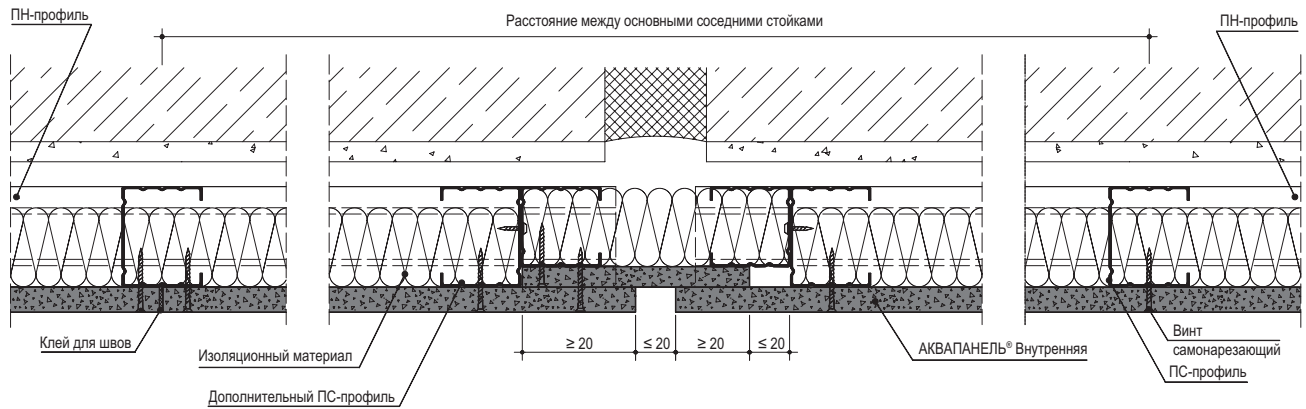 ПН-профиль
Расстояние между основными соседними стойками
ПН-профиль
Клей для швов
Изоляционный материал
Дополнительный ПС-профиль
≥ 20
≤ 20
≥ 20
≤ 20
АКВАПАНЕЛЬ® Внутренняя
Винт
самонарезающий
ПС-профиль